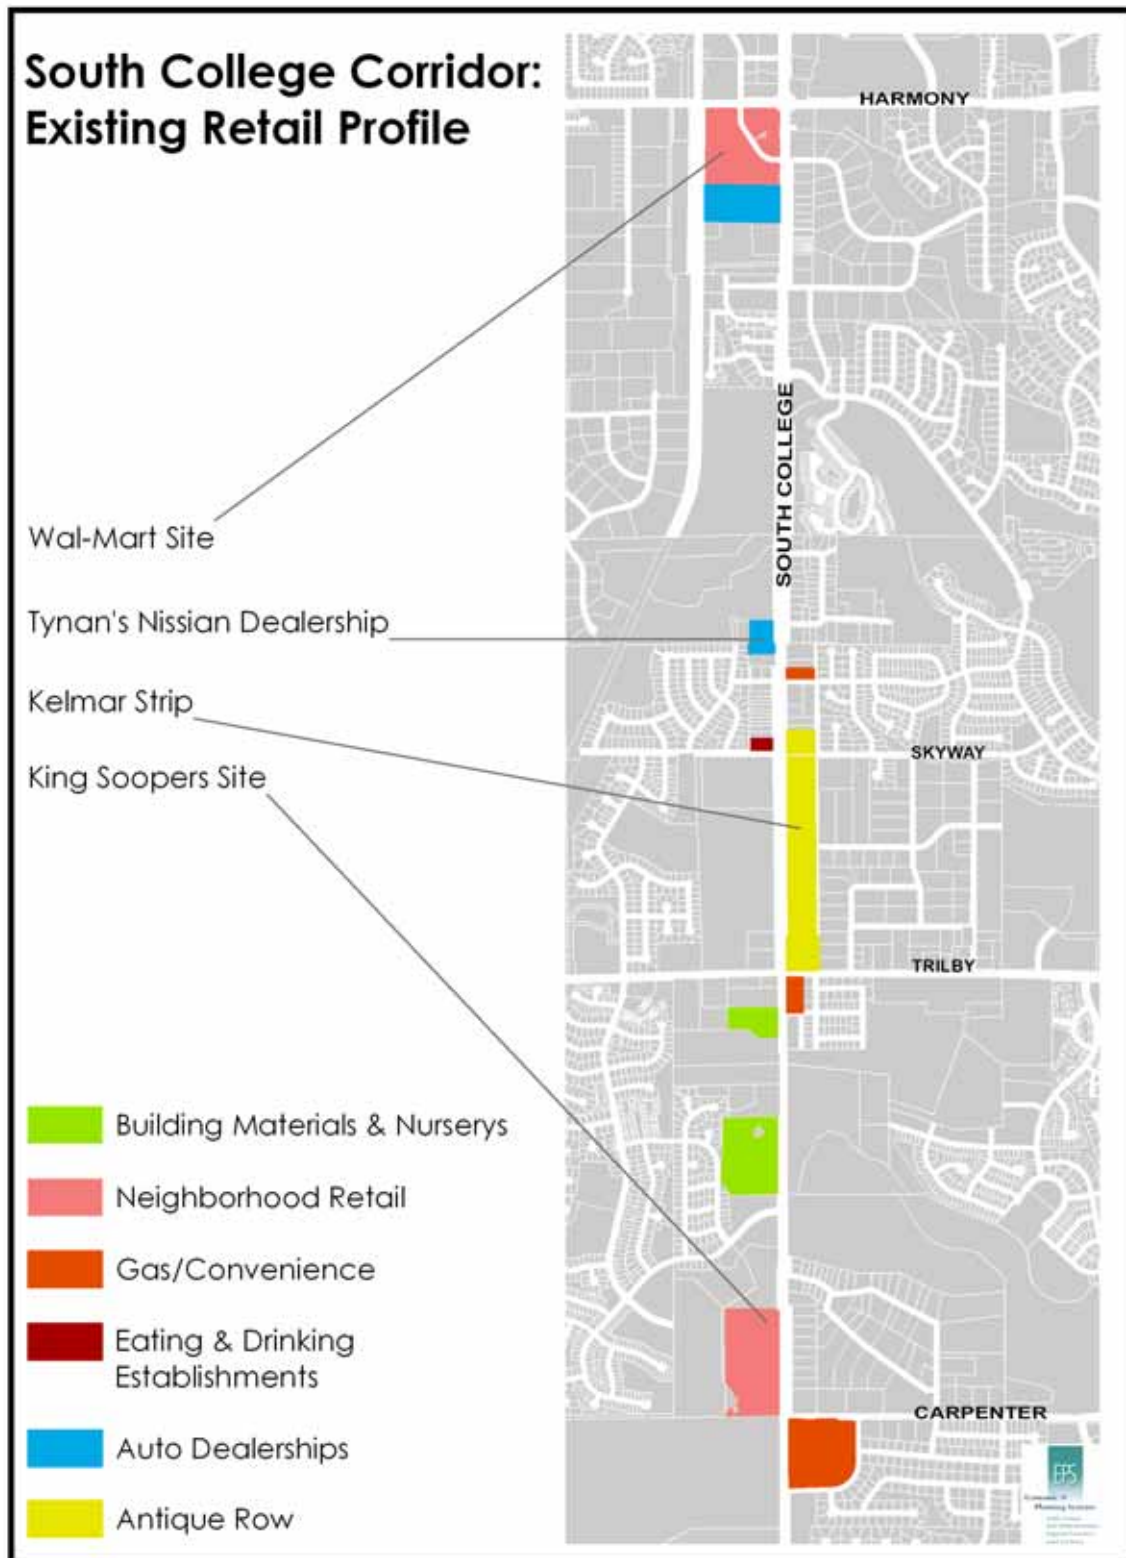 South College Corridor:
Existing Retail Profile
HARMONY
SOUTH COLLEGE
Wal-Mart Site
Tynan's Nissian Dealership
Kelmar Strip
King Soopers Site
SKYWAY
TRILBY
CARPENTER
Building Materials & Nurserys
Neighborhood Retail
Gas/Convenience
Eating & Drinking
Establishments
Auto Dealerships
Antique Row
EPS